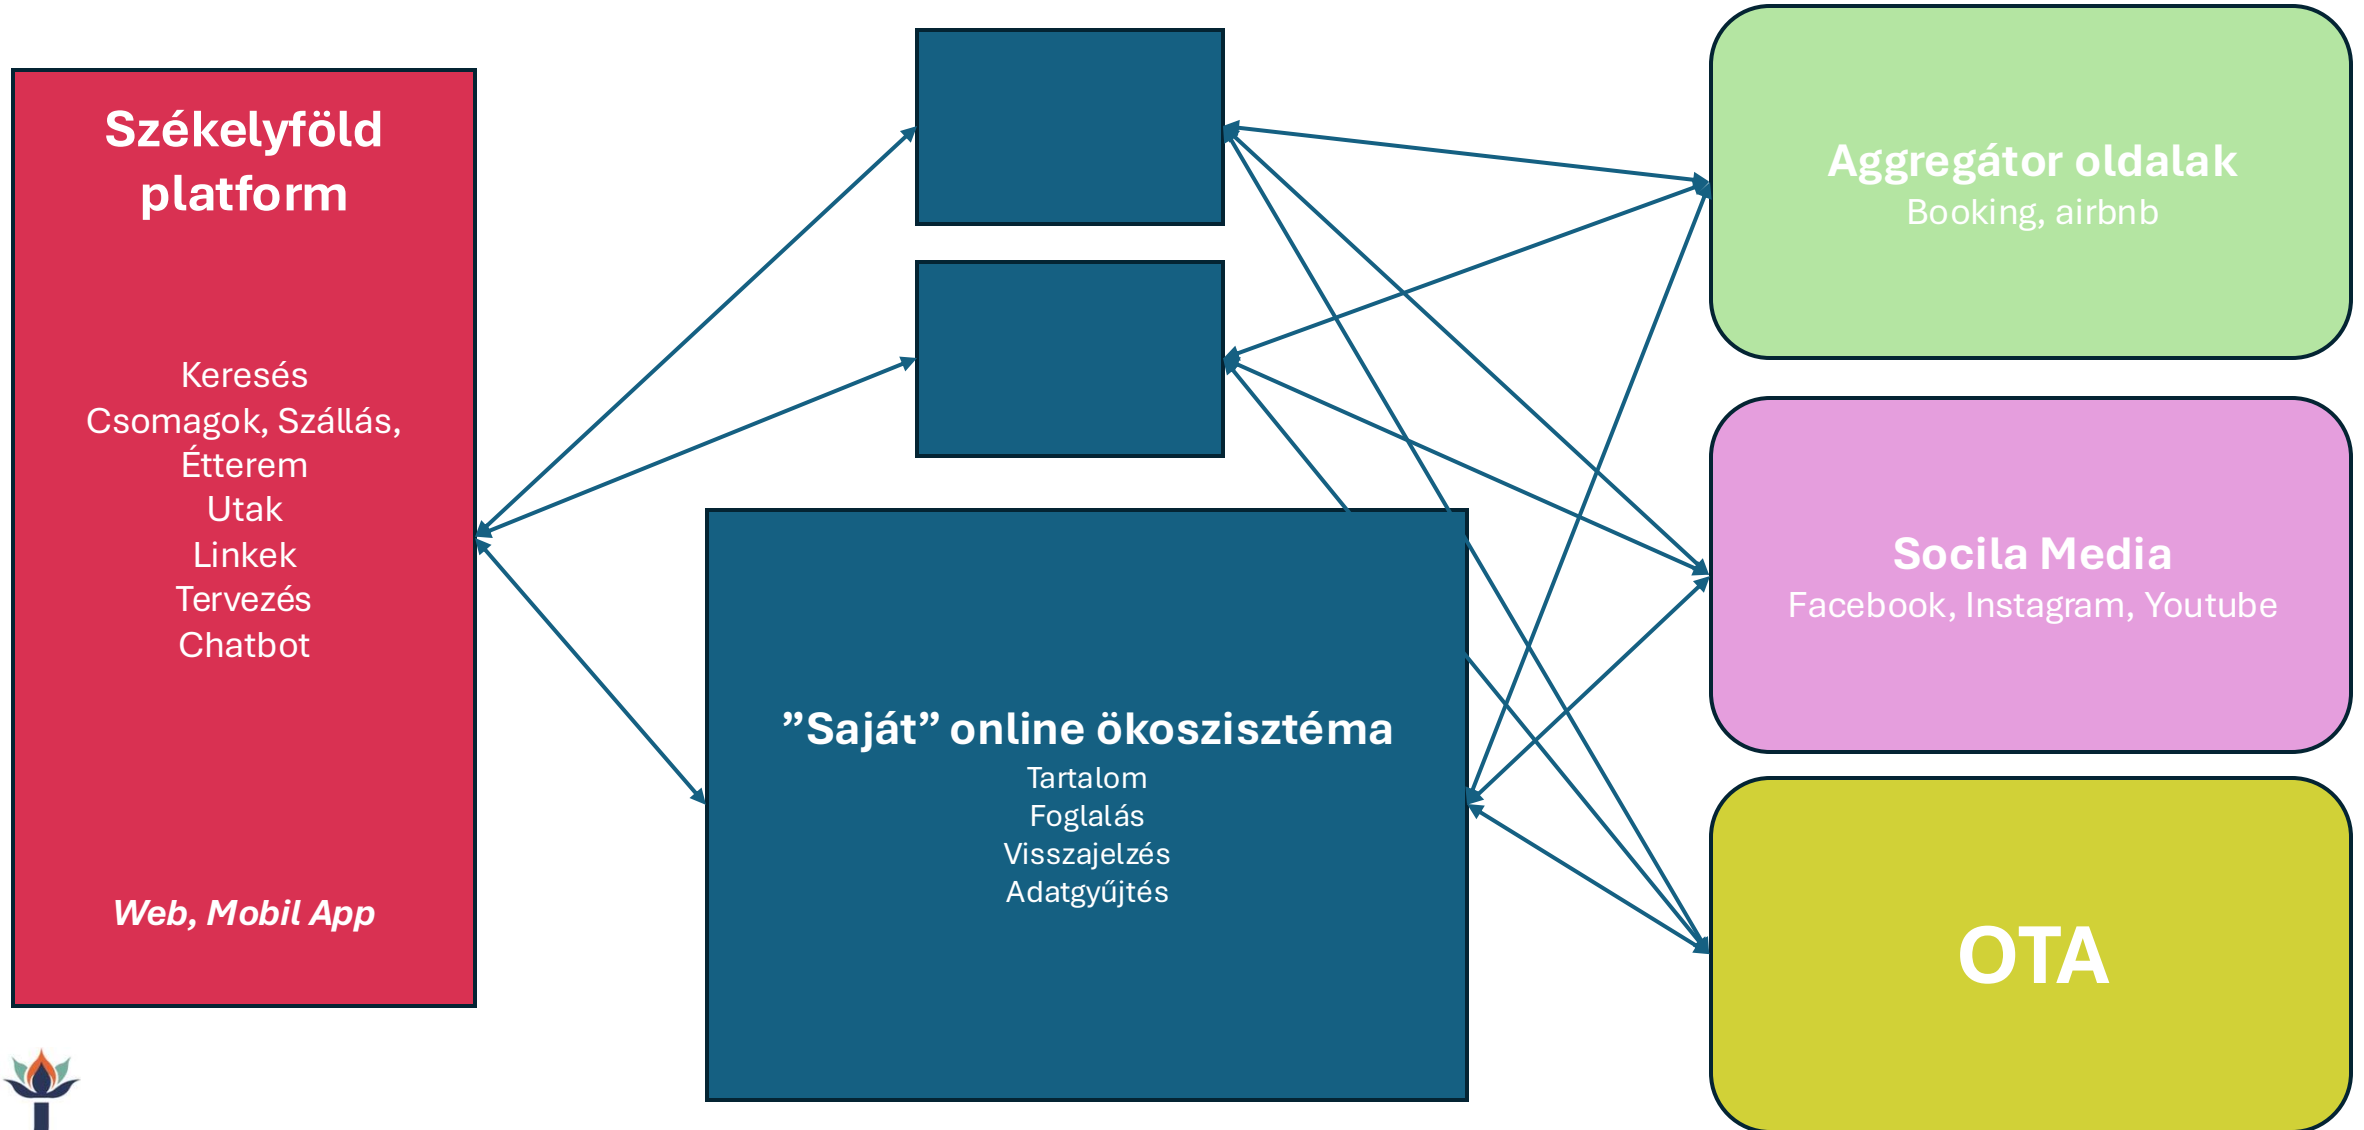 Székelyföld
platform
Keresés
Csomagok, Szállás,
Étterem
Utak
Linkek
Tervezés
Chatbot
Web, Mobil App
”Saját” online ökoszisztéma
Tartalom
Foglalás
Visszajelzés
Adatgyűjtés
Aggregátor oldalak
Booking, airbnb
Socila Media
Facebook, Instagram, Youtube
OTA